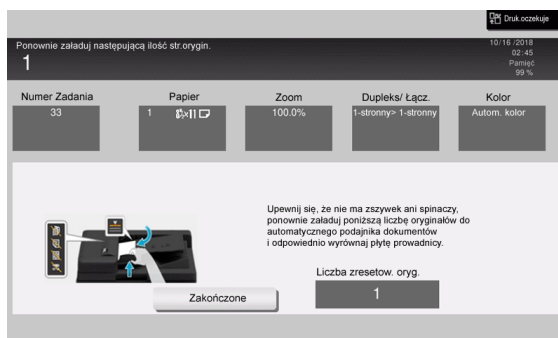 Druk.oczekuje
Ponownie załaduj następującą ilość str.orygin.
1
10/16 /2018
02:45
Pamięć
99 %
Numer Zadania
Papier
Zoom
Dupleks/ Łącz.
Kolor
33
1
100.0%
1-stronny> 1-stronny
Autom. kolor
Upewnij się, że nie ma zszywek ani spinaczy,
ponownie załaduj poniższą liczbę oryginałów do
automatycznego podajnika dokumentów
i odpowiednio wyrównaj płytę prowadnicy.
Liczba zresetow. oryg.
1
Zakończone